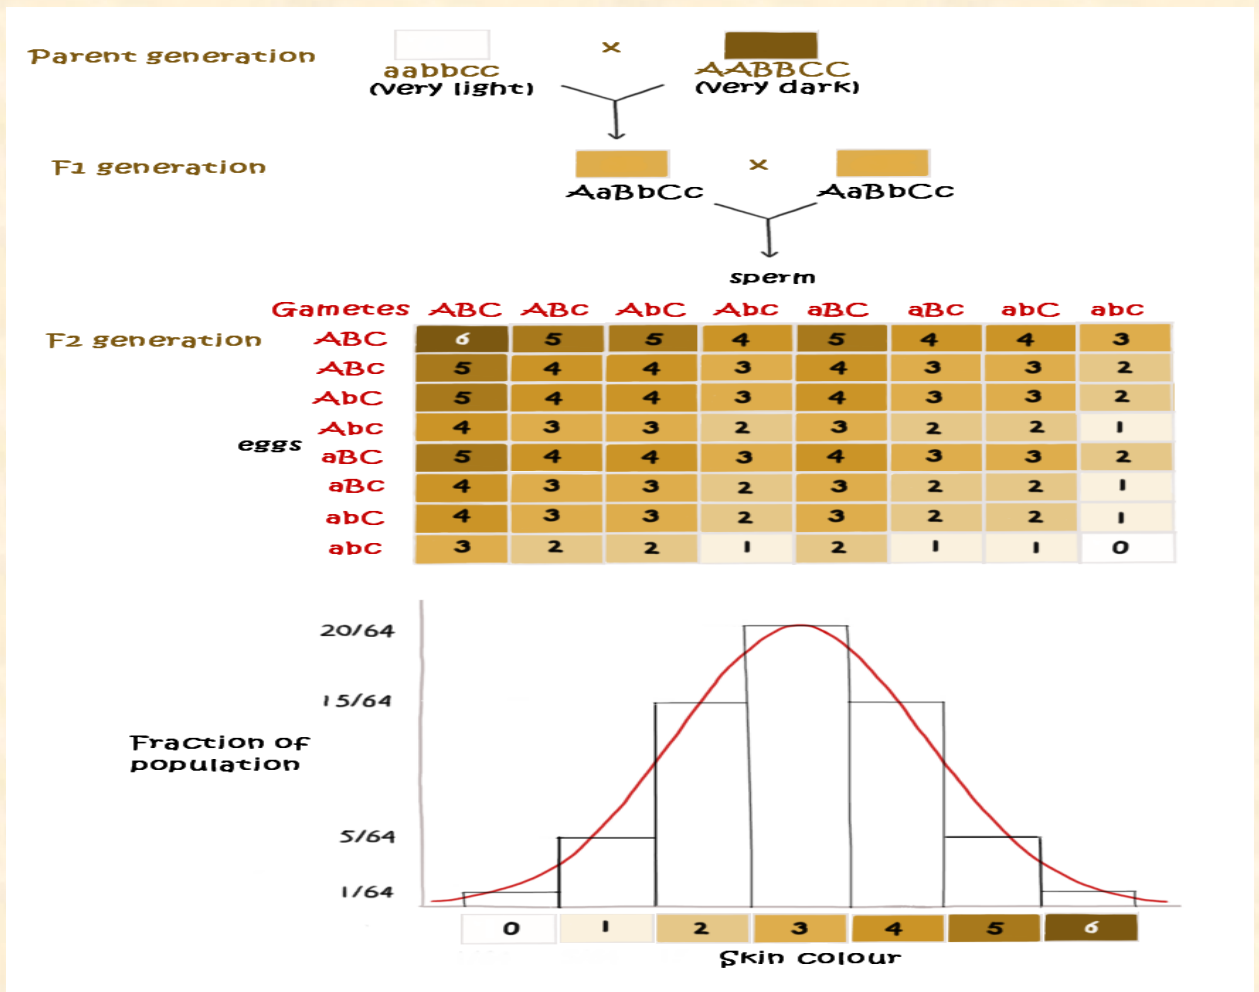 Parent generation
×
aabbcc
AABBCC
(very light)
(very dark)
F1 generation
×
AaBbCc
AaBbCc
sperm
Gametes ABC ABc AbC Abc aBC aBc abC abc
F2 generation
ABC 6 5 5 4 5 4 4 3
ABc 5 4 4 3 4 3 3 2
AbC 5 4 4 3 4 3 3 2
Abc 4 3 3 2 3 2 2 1
eggs
aBC 5 4 4 3 4 3 3 2
aBc 4 3 3 2 3 2 2 1
abC 4 3 3 2 3 2 2 1
abc 3 2 2 1 2 1 1 0
20/64
15/64
Fraction of
population
5/64
1/64
0 1 2 3 4 5 6
Skin colour